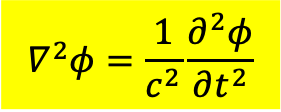 ∇²ϕ = 1/c² ∂²ϕ/∂t²